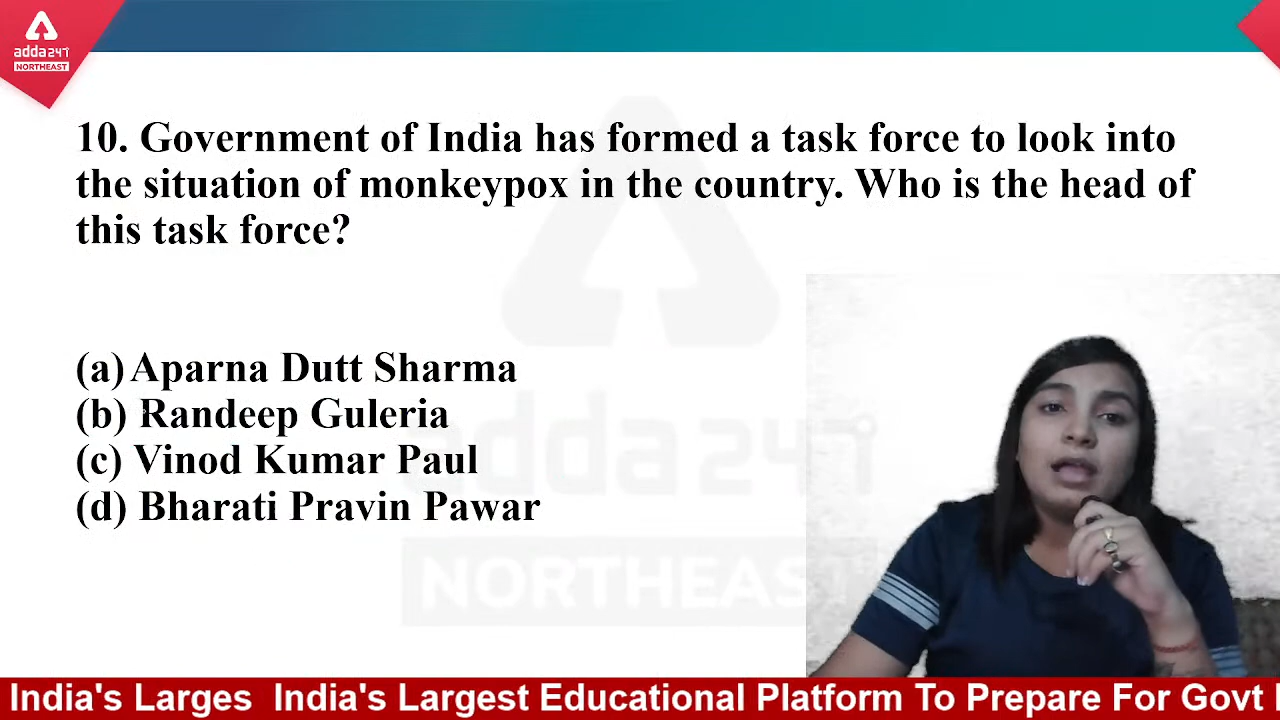 adda247
NORTHEAST
10. Government of India has formed a task force to look into
the situation of monkeypox in the country. Who is the head of
this task force?
(a) Aparna Dutt Sharma
(b) Randeep Guleria
(c) Vinod Kumar Paul
(d) Bharati Pravin Pawar
adda247
NORTHEAST
India's Larges India's Largest Educational Platform To Prepare For Govt